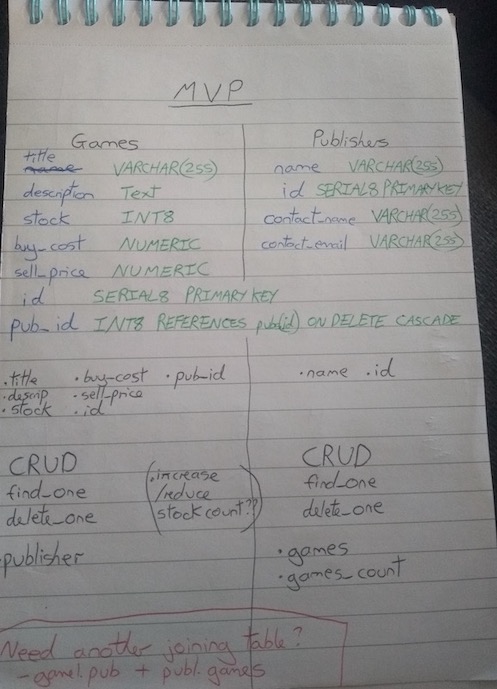 MVP
Games
title
name VARCHAR(255)
description Text
stock INT8
buy_cost NUMERIC
sell_price NUMERIC
id SERIAL8 PRIMARY KEY
pub_id INT8 REFERENCES pub(id) ON DELETE CASCADE
Publishers
name VARCHAR(255)
id SERIAL8 PRIMARY KEY
contact_name VARCHAR(255)
contact_email VARCHAR(255)
.title .buy_cost .pub_id
.descrip .sell_price
.stock .id
.name .id
CRUD
find_one
delete_one
(.increase
/reduce
stock count??)
.publisher
CRUD
find_one
delete_one
.games
.games_count
Need another joining table?
- game1.pub + pub1.games